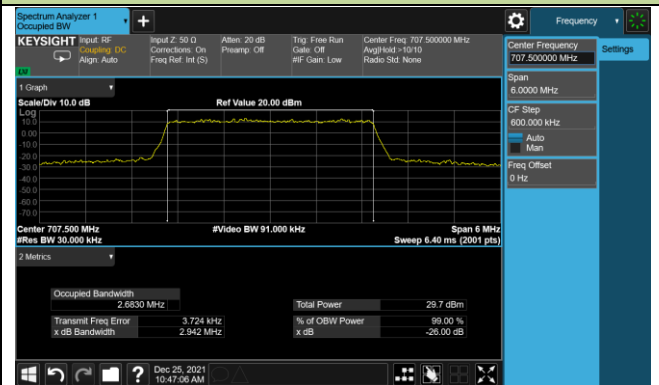 Spectrum Analyzer 1
Occupied BW
Frequency
KEYSIGHT
Input: RF
Coupling: DC
Align: Auto
Input Z: 50 Ω
Corrections: On
Freq Ref: Int (S)
Atten: 20 dB
Preamp: Off
Trig: Free Run
Gate: Off
#IF Gain: Low
Center Freq: 707.500000 MHz
Avg|Hold:>10/10
Radio Std: None
Center Frequency
707.500000 MHz
Settings
Span
6.0000 MHz
CF Step
600.000 kHz
Auto
Man
Freq Offset
0 Hz
1 Graph
Scale/Div 10.0 dB
Ref Value 20.00 dBm
Log
10.0
0.00
-10.0
-20.0
-30.0
-40.0
-50.0
-60.0
-70.0
Center 707.500 MHz
#Video BW 91.000 kHz
Span 6 MHz
#Res BW 30.000 kHz
Sweep 6.40 ms (2001 pts)
2 Metrics
Occupied Bandwidth
2.6830 MHz
Total Power 29.7 dBm
Transmit Freq Error 3.724 kHz
% of OBW Power 99.00 %
x dB Bandwidth 2.942 MHz
x dB -26.00 dB
?
Dec 25, 2021
10:47:06 AM